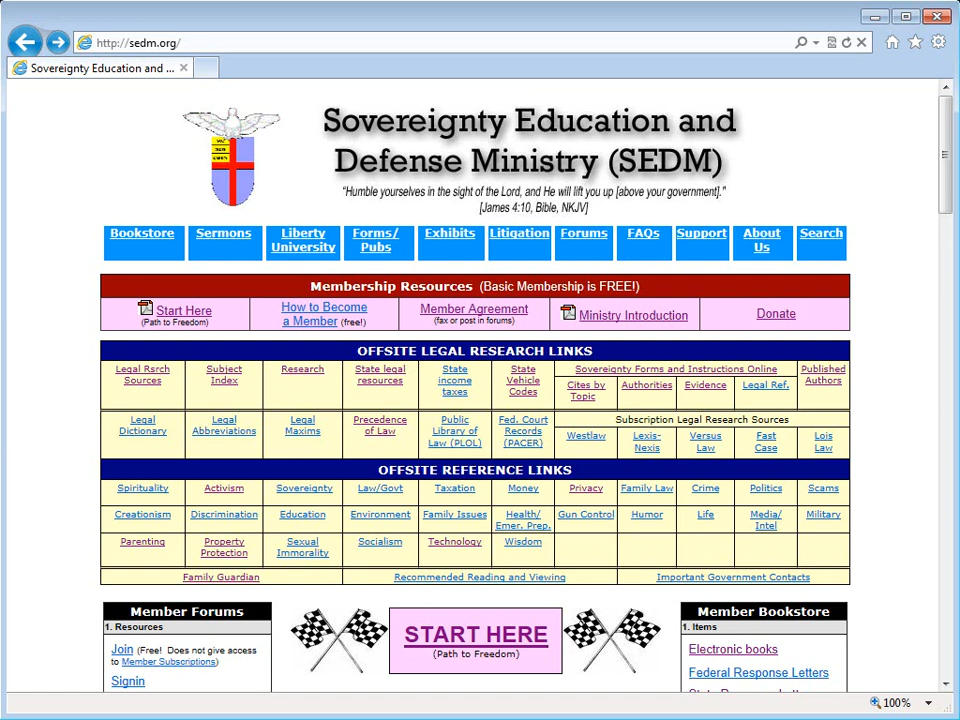 http://sedm.org/
Sovereignty Education and ...
Sovereignty Education and
Defense Ministry (SEDM)
"Humble yourselves in the sight of the Lord, and He will lift you up [above your government]."
[James 4:10, Bible, NKJV]
Bookstore Sermons Liberty University Forms/ Pubs Exhibits Litigation Forums FAQs Support About Us Search
Membership Resources (Basic Membership is FREE!)
Start Here (Path to Freedom) How to Become a Member (free!) Member Agreement (fax or post in forums) Ministry Introduction Donate
OFFSITE LEGAL RESEARCH LINKS
Legal Rsrch Sources Subject Index Research State legal resources State income taxes State Vehicle Codes Sovereignty Forms and Instructions Online Published Authors
Cites by Topic Authorities Evidence Legal Ref.
Legal Dictionary Legal Abbreviations Legal Maxims Precedence of Law Public Library of Law (PLOL) Fed. Court Records (PACER) Subscription Legal Research Sources
Westlaw Lexis-Nexis Versus Law Fast Case Lois Law
OFFSITE REFERENCE LINKS
Spirituality Activism Sovereignty Law/Govt Taxation Money Privacy Family Law Crime Politics Scams
Creationism Discrimination Education Environment Family Issues Health/ Emer. Prep. Gun Control Humor Life Media/ Intel Military
Parenting Property Protection Sexual Immorality Socialism Technology Wisdom
Family Guardian Recommended Reading and Viewing Important Government Contacts
Member Forums
1. Resources
Join (Free! Does not give access
to Member Subscriptions)
Signin
START HERE
(Path to Freedom)
Member Bookstore
1. Items
Electronic books
Federal Response Letters
100%